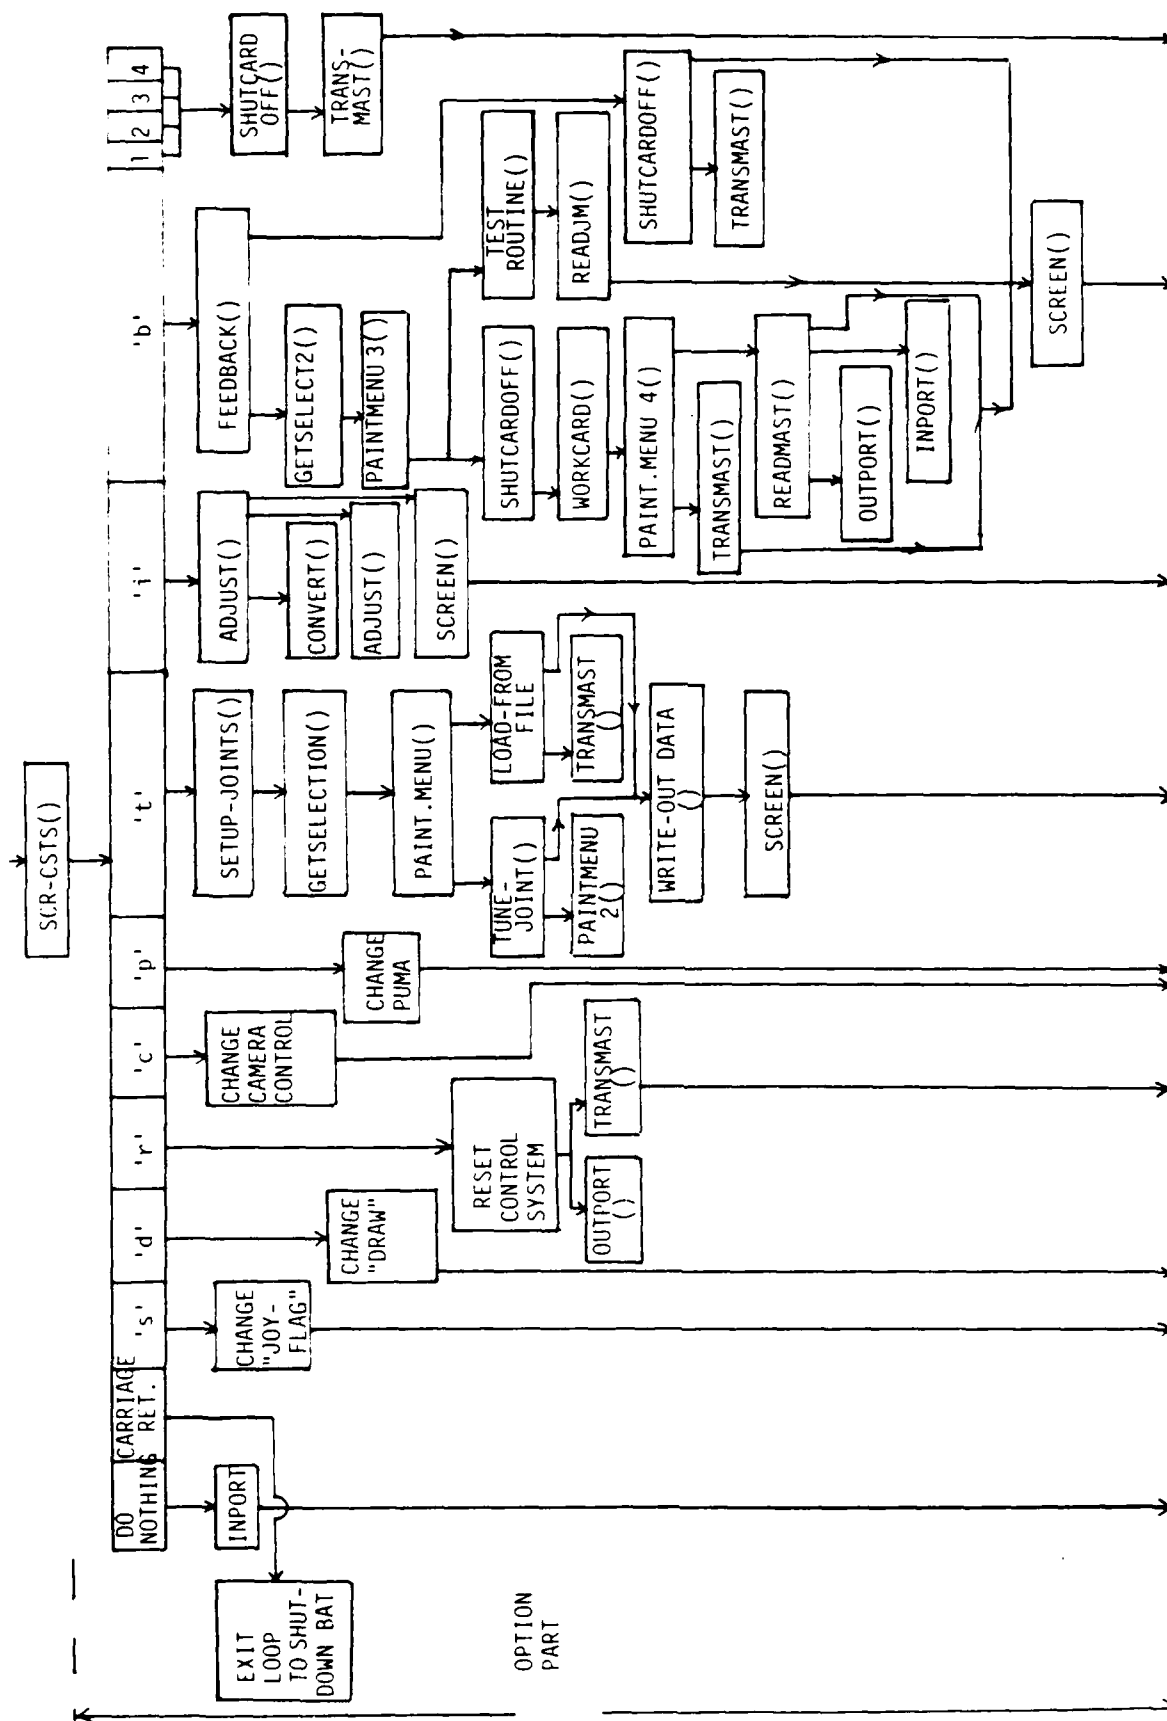 SCR-CSTS()
DO
NOTHING
CARRIAGE
RET.
's'
'd'
'r'
'c'
'p'
't'
'i'
'b'
1
2
3
4
EXIT
LOOP
TO SHUT-
DOWN BAT
INPORT
CHANGE
"JOY-
FLAG"
CHANGE
"DRAW"
RESET
CONTROL
SYSTEM
OUTPORT
()
TRANSMAST
()
CHANGE
CAMERA
CONTROL
CHANGE
PUMA
SETUP-JOINTS()
GETSELECTION()
PAINT.MENU()
TUNE-
JOINT()
PAINTMENU
2()
LOAD-FROM
FILE
TRANSMAST
()
WRITE-OUT DATA
()
SCREEN()
ADJUST()
CONVERT()
ADJUST()
SCREEN()
FEEDBACK()
GETSELECT2()
PAINTMENU 3()
SHUTCARDOFF()
WORKCARD()
PAINT.MENU 4()
TRANSMAST()
READMAST()
OUTPORT()
INPORT()
TEST
ROUTINE()
READJM()
SHUTCARDOFF()
TRANSMAST()
SCREEN()
SHUTCARD
OFF()
TRANS-
MAST()
OPTION
PART